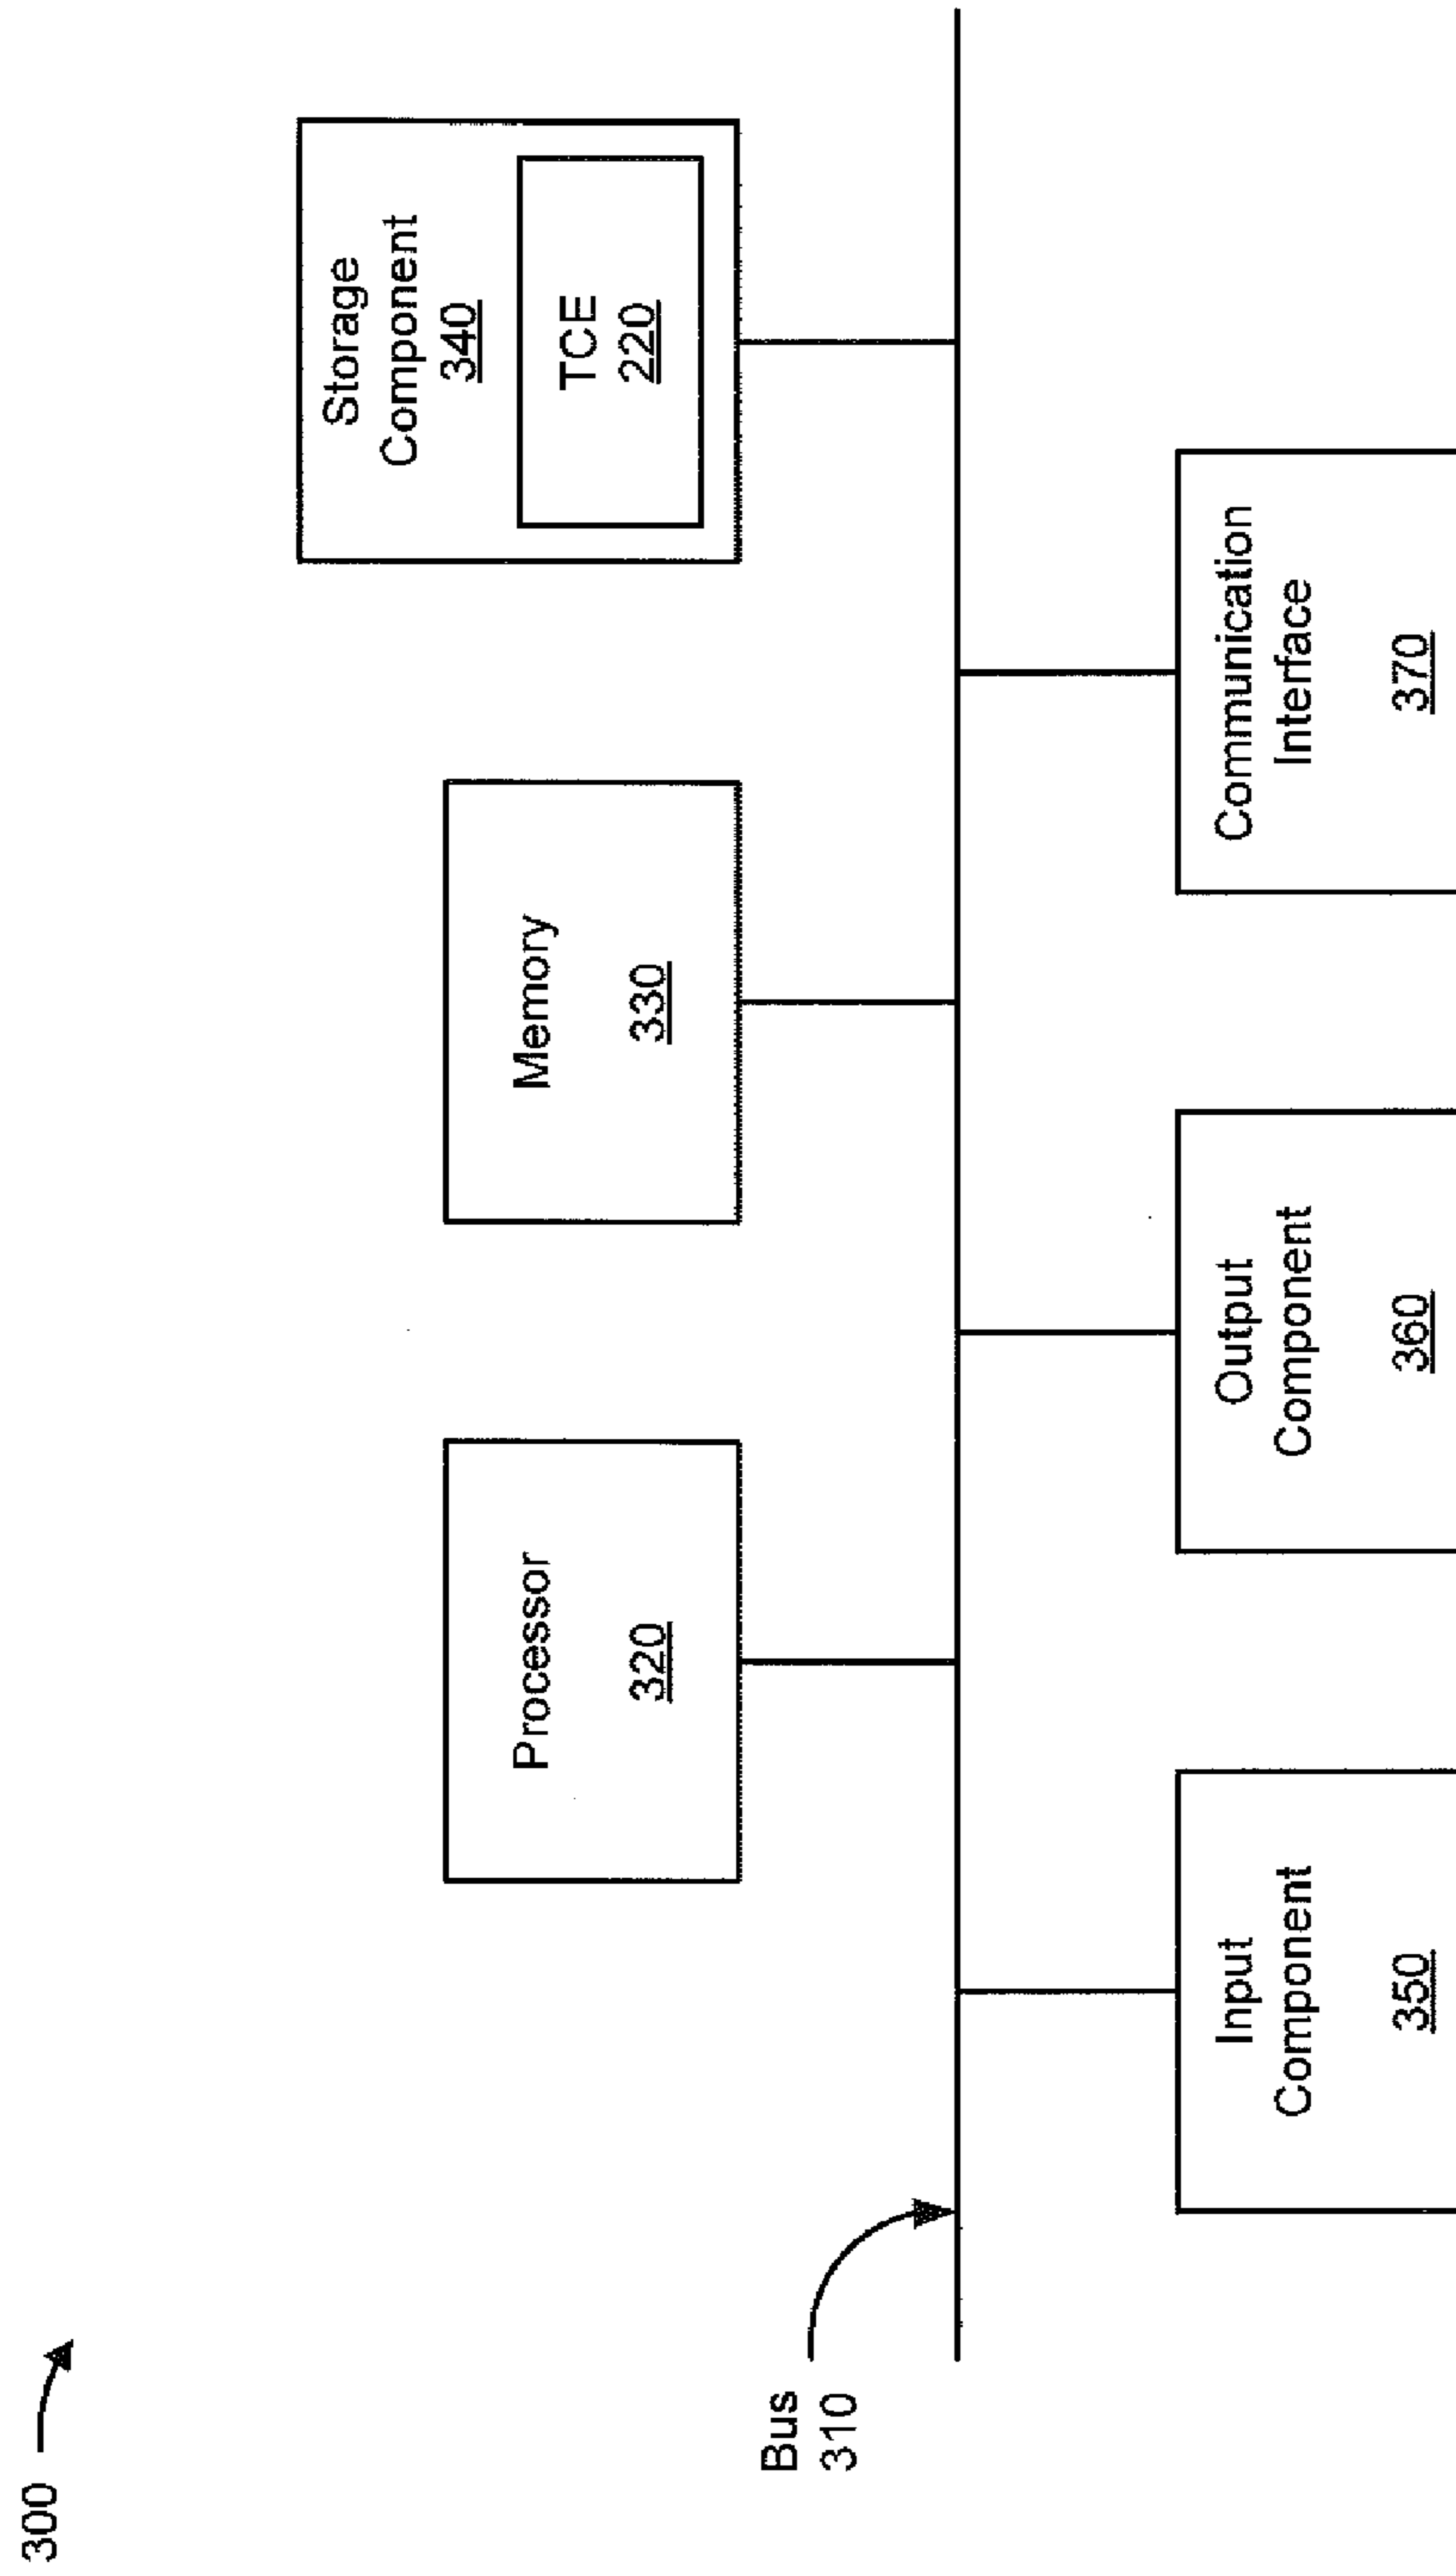 300
Bus
310
Processor
320
Memory
330
Storage
Component
340
TCE
220
Input
Component
350
Output
Component
360
Communication
Interface
370